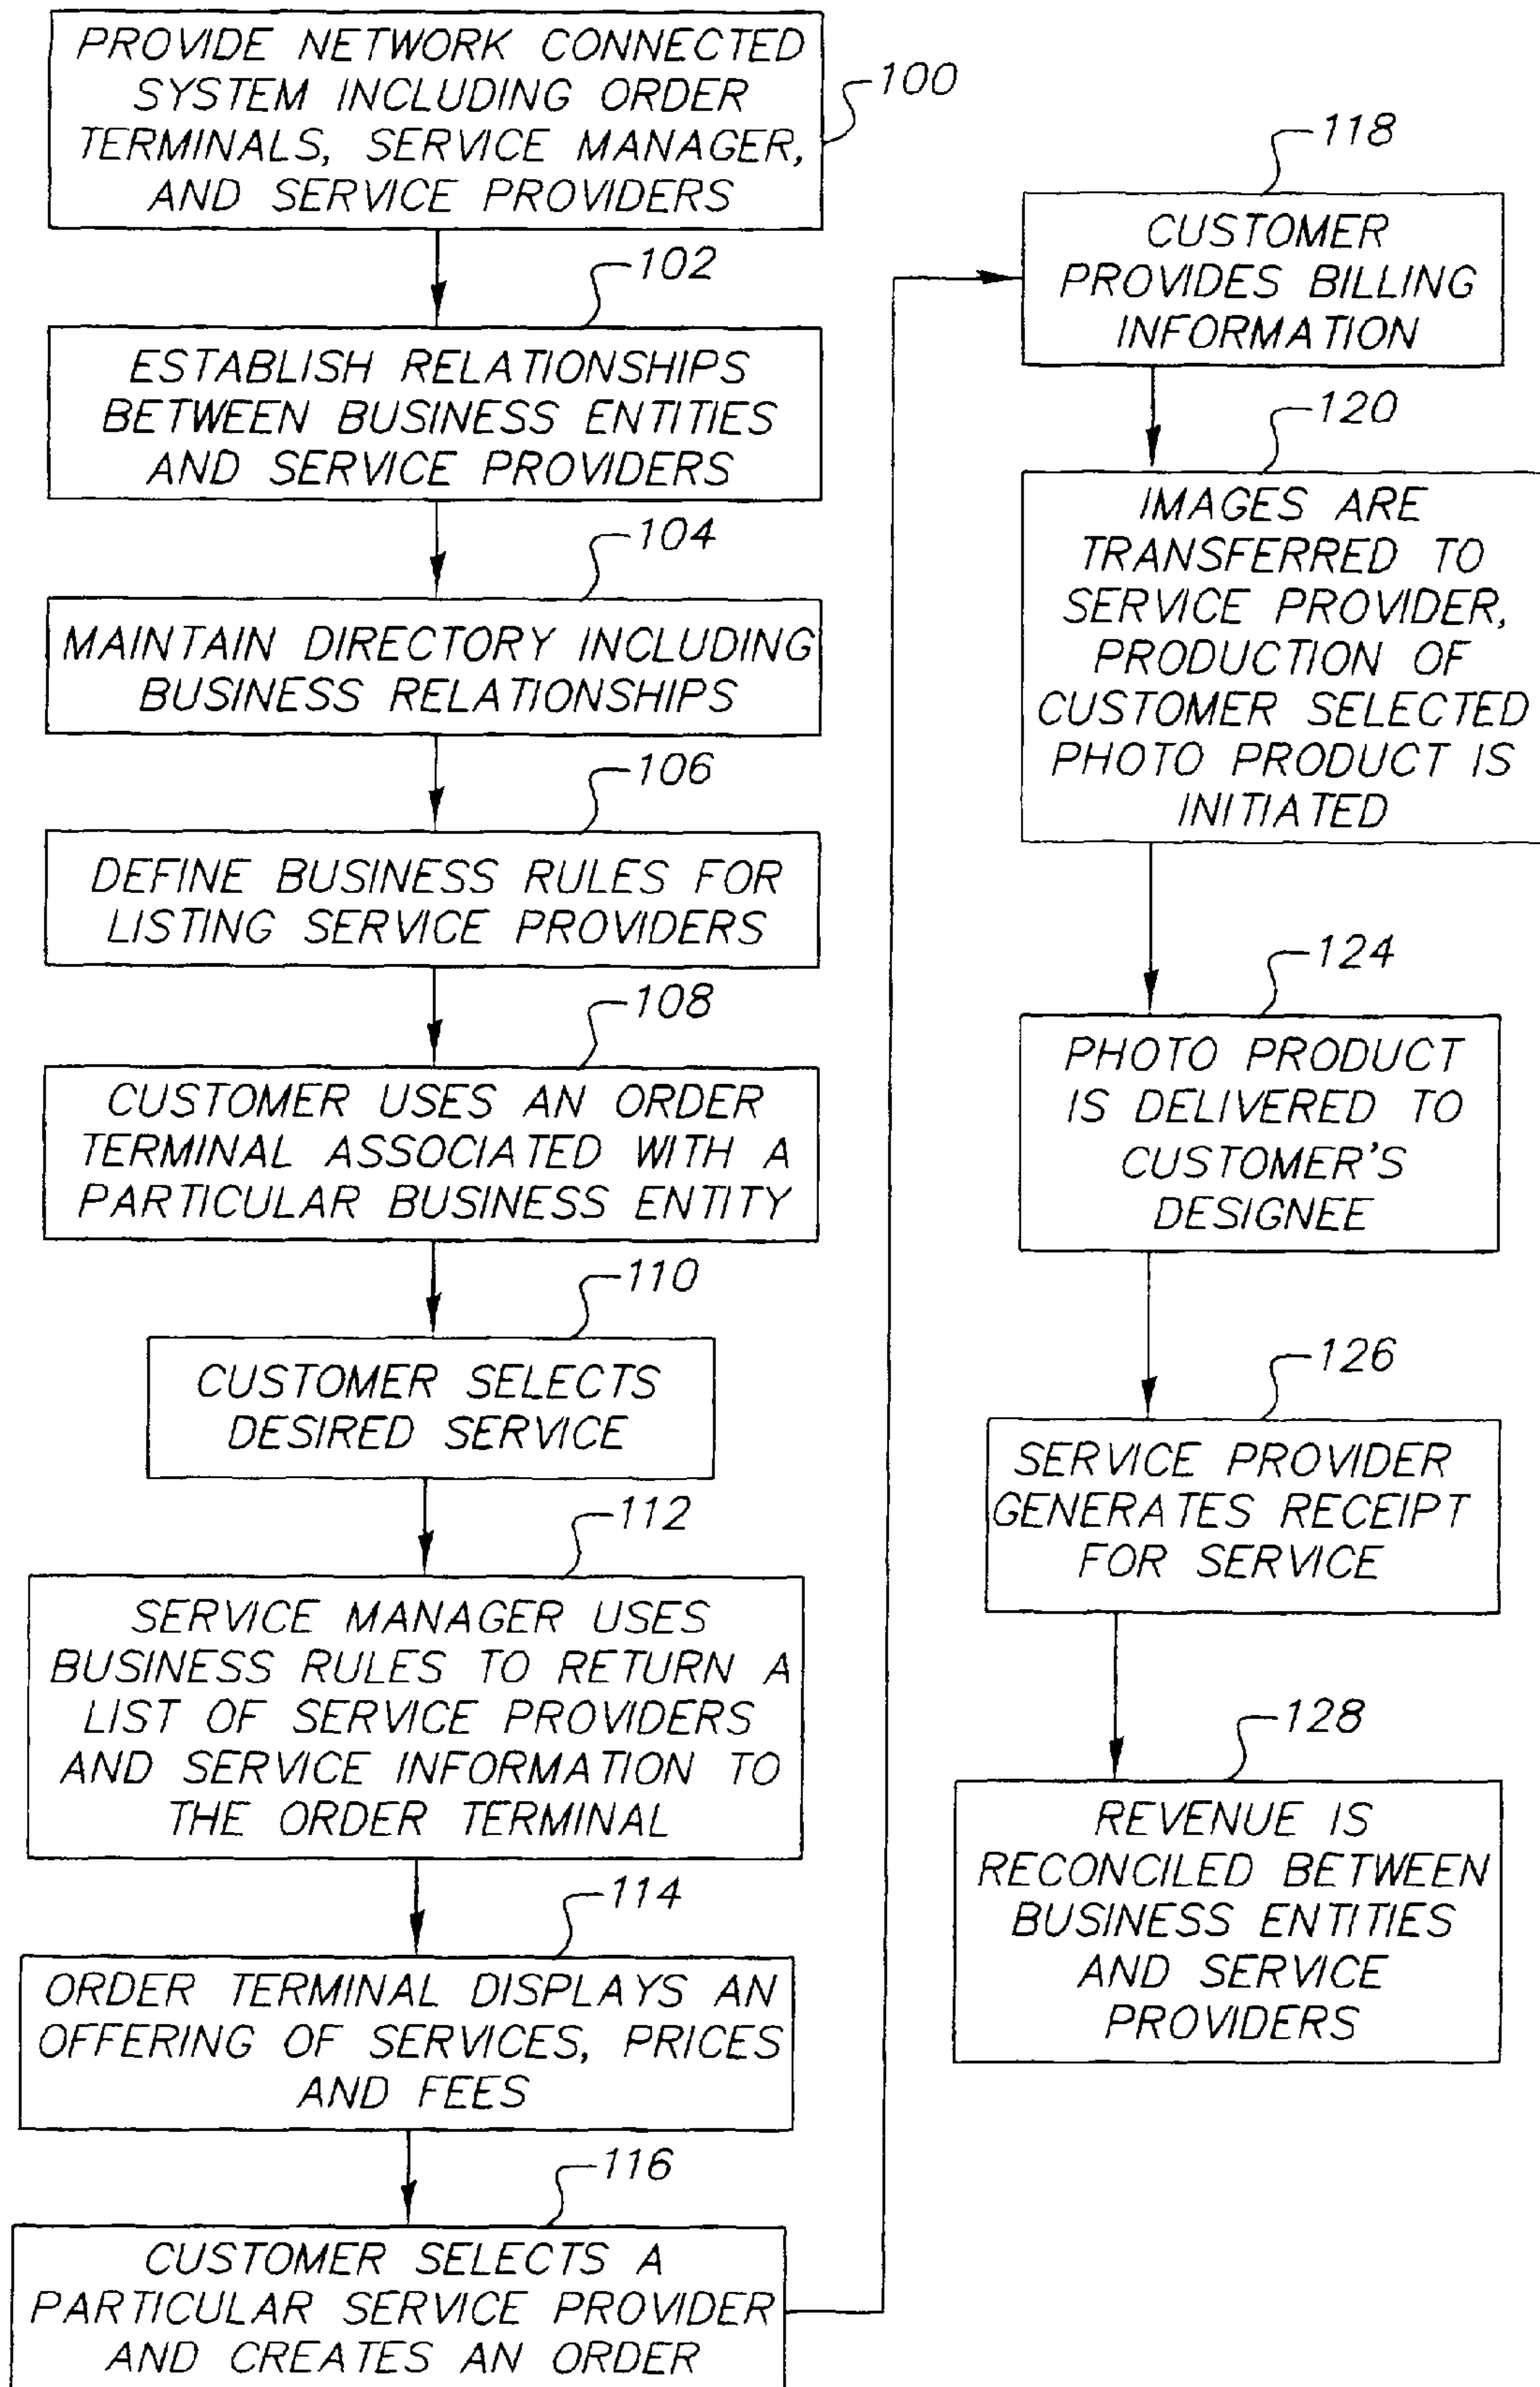 PROVIDE NETWORK CONNECTED
SYSTEM INCLUDING ORDER
TERMINALS, SERVICE MANAGER,
AND SERVICE PROVIDERS
100
102
ESTABLISH RELATIONSHIPS
BETWEEN BUSINESS ENTITIES
AND SERVICE PROVIDERS
104
MAINTAIN DIRECTORY INCLUDING
BUSINESS RELATIONSHIPS
106
DEFINE BUSINESS RULES FOR
LISTING SERVICE PROVIDERS
108
CUSTOMER USES AN ORDER
TERMINAL ASSOCIATED WITH A
PARTICULAR BUSINESS ENTITY
110
CUSTOMER SELECTS
DESIRED SERVICE
112
SERVICE MANAGER USES
BUSINESS RULES TO RETURN A
LIST OF SERVICE PROVIDERS
AND SERVICE INFORMATION TO
THE ORDER TERMINAL
114
ORDER TERMINAL DISPLAYS AN
OFFERING OF SERVICES, PRICES
AND FEES
116
CUSTOMER SELECTS A
PARTICULAR SERVICE PROVIDER
AND CREATES AN ORDER
118
CUSTOMER
PROVIDES BILLING
INFORMATION
120
IMAGES ARE
TRANSFERRED TO
SERVICE PROVIDER,
PRODUCTION OF
CUSTOMER SELECTED
PHOTO PRODUCT IS
INITIATED
124
PHOTO PRODUCT
IS DELIVERED TO
CUSTOMER'S
DESIGNEE
126
SERVICE PROVIDER
GENERATES RECEIPT
FOR SERVICE
128
REVENUE IS
RECONCILED BETWEEN
BUSINESS ENTITIES
AND SERVICE
PROVIDERS